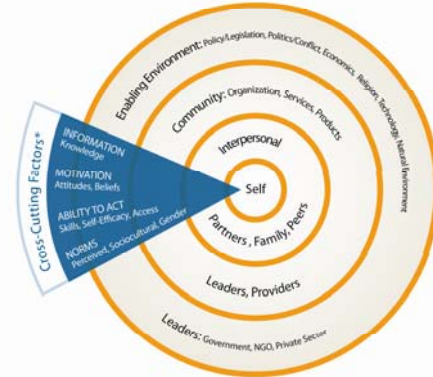 Enabling Environment: Policy/Legislation, Politics/Conflict, Economics, Religion, Technology, Natural Environment
Community: Organization, Services, Products
Interpersonal
Self
Partners, Family, Peers
Leaders, Providers
Leaders: Government, NGO, Private Sector
Cross-Cutting Factors*
INFORMATION
Knowledge
MOTIVATION
Attitudes, Beliefs
ABILITY TO ACT
Skills, Self-Efficacy, Access
NORMS
Perceived, Sociocultural, Gender